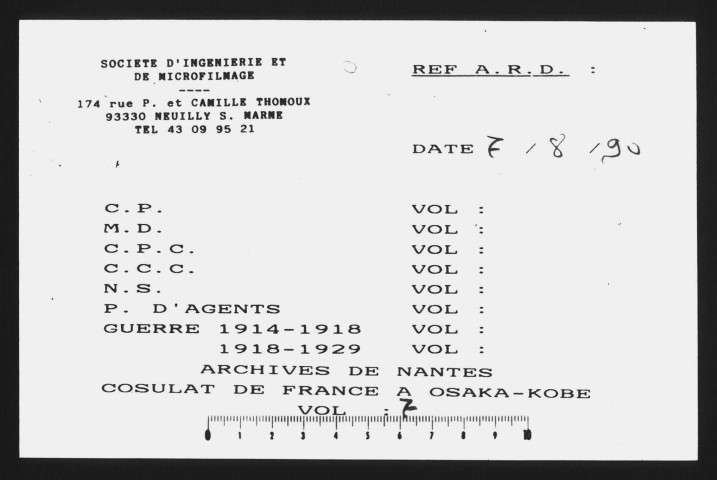 SOCIETE D'INGENIERIE ET
DE MICROFILMAGE
----
174 rue P. et CAMILLE THOMOUX
93330 NEUILLY S. MARNE
TEL 43 09 95 21
REF A.R.D. :
DATE 7 / 8 / 90
C.P. VOL :
M.D. VOL :
C.P.C. VOL :
C.C.C. VOL :
N.S. VOL :
P. D'AGENTS VOL :
GUERRE 1914-1918 VOL :
1918-1929 VOL :
ARCHIVES DE NANTES
COSULAT DE FRANCE A OSAKA-KOBE
VOL : 7
0 1 2 3 4 5 6 7 8 9 10